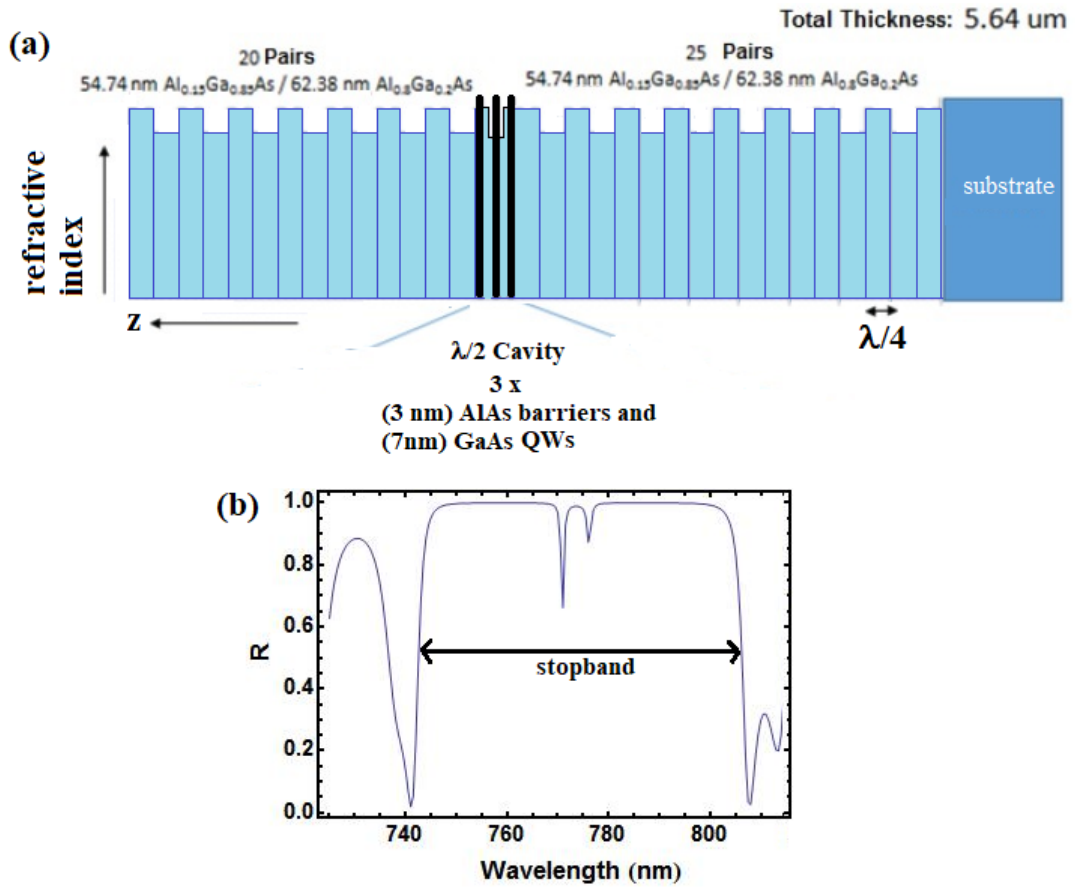 Total Thickness: 5.64 um
(a)
20 Pairs
54.74 nm Al₀.₁₅Ga₀.₈₅As / 62.38 nm Al₀.₈Ga₀.₂As
25 Pairs
54.74 nm Al₀.₁₅Ga₀.₈₅As / 62.38 nm Al₀.₈Ga₀.₂As
refractive
index
substrate
z
λ/4
λ/2 Cavity
3 x
(3 nm) AlAs barriers and
(7nm) GaAs QWs
(b)
1.0
0.8
0.6
0.4
0.2
0.0
R
stopband
740 760 780 800
Wavelength (nm)